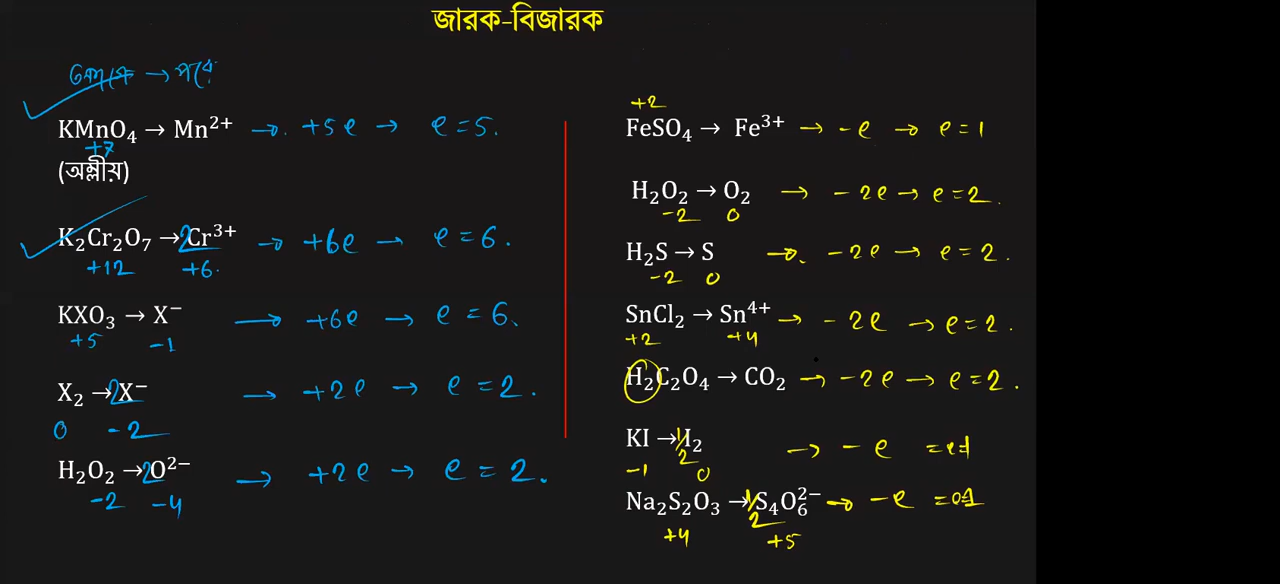 জারক-বিজারক
→ পরে
KMnO₄ → Mn²⁺ → +5e → e = 5.
+7
(অম্লীয়)
K₂Cr₂O₇ → 2Cr³⁺ → +6e → e = 6.
+12 +6.
KXO₃ → X⁻ → +6e → e = 6.
+5 -1
X₂ → 2X⁻ → +2e → e = 2.
0 -2
H₂O₂ → 2O²⁻ → +2e → e = 2.
-2 -4
+2
FeSO₄ → Fe³⁺ → -e → e = 1
H₂O₂ → O₂ → -2e → e = 2.
-2 0
H₂S → S → -2e → e = 2.
-2 0
SnCl₂ → Sn⁴⁺ → -2e → e = 2.
+2 +4
H₂C₂O₄ → CO₂ → -2e → e = 2.
KI → ½I₂ → -e
-1 0
Na₂S₂O₃ → ½S₄O₆²⁻ → -e
+4 +5